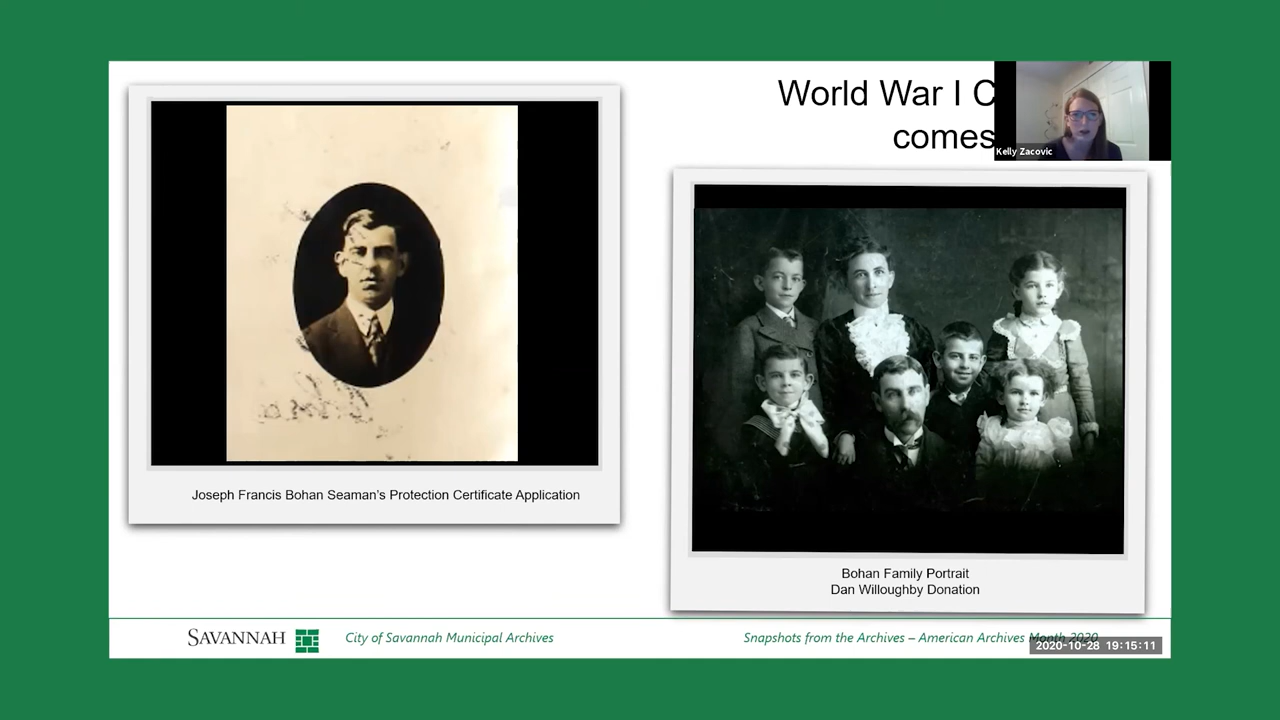 World War I C
comes
Kelly Zacovic
Joseph Francis Bohan Seaman's Protection Certificate Application
Bohan Family Portrait
Dan Willoughby Donation
SAVANNAH
City of Savannah Municipal Archives
Snapshots from the Archives – American Archives Month 2020
2020-10-28 19:15:11